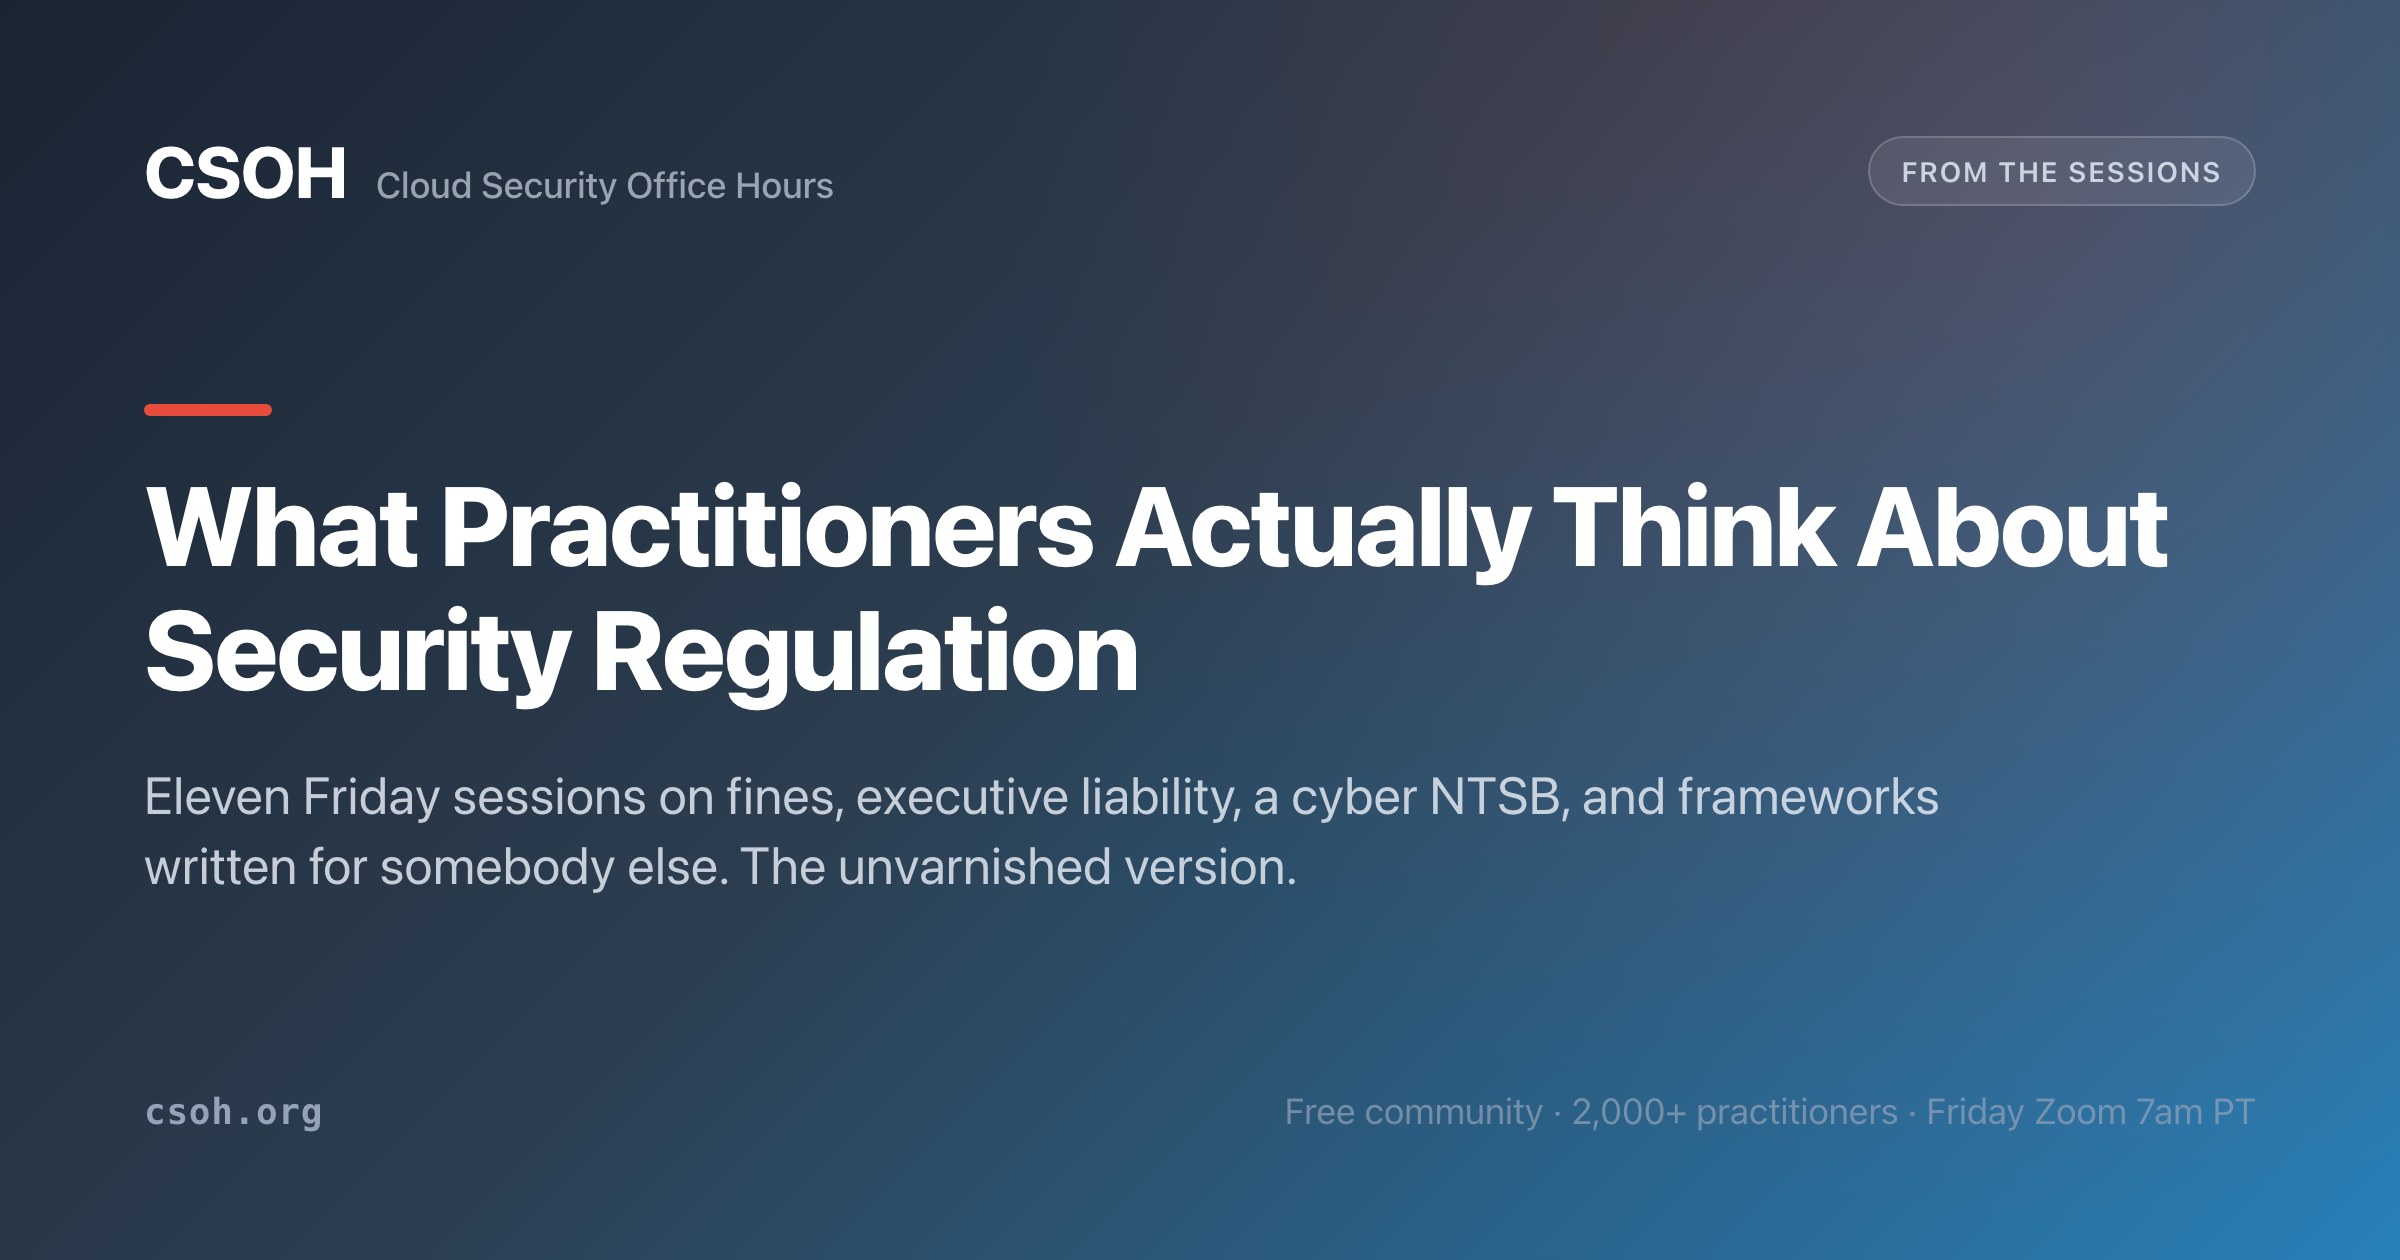 CSOH Cloud Security Office Hours
FROM THE SESSIONS
What Practitioners Actually Think About
Security Regulation
Eleven Friday sessions on fines, executive liability, a cyber NTSB, and frameworks
written for somebody else. The unvarnished version.
csoh.org
Free community · 2,000+ practitioners · Friday Zoom 7am PT